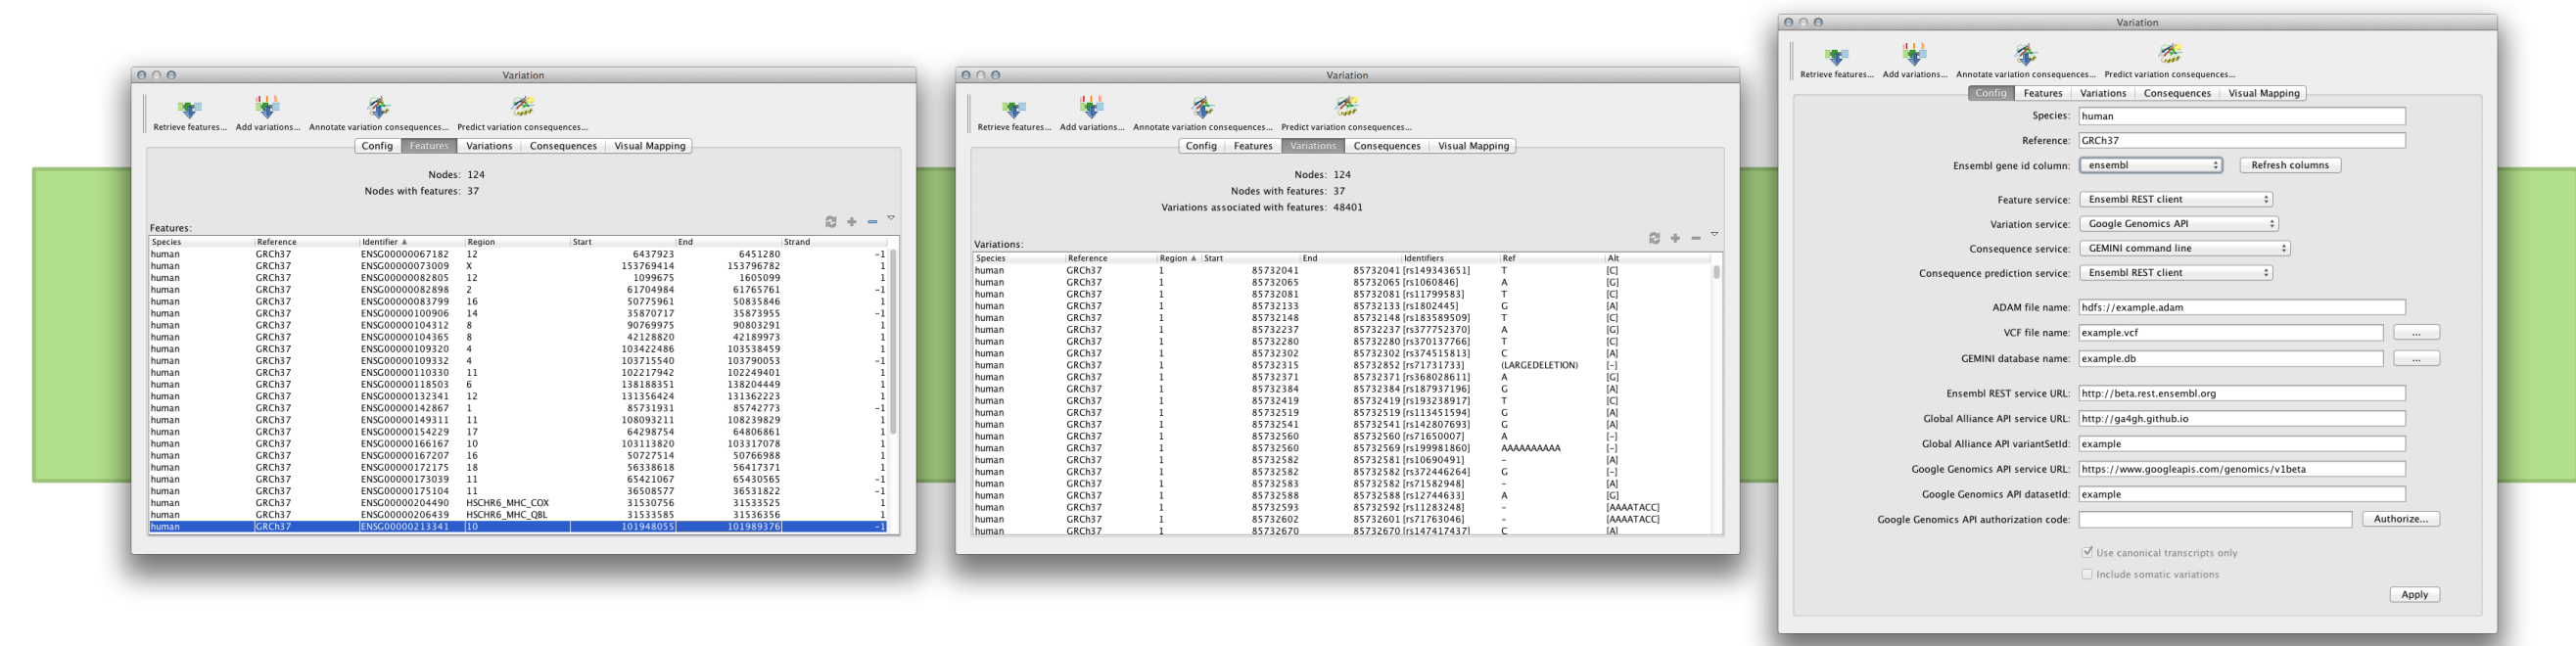 Variation
Retrieve features... Add variations... Annotate variation consequences... Predict variation consequences...
Config Features Variations Consequences Visual Mapping
Nodes: 124
Nodes with features: 37
Features:
Species Reference Identifier ▲ Region Start End Strand
human GRCh37 ENSG00000067182 12 6437923 6451280 -1
human GRCh37 ENSG00000073009 X 153769414 153796782 1
human GRCh37 ENSG00000082805 12 1099675 1605099 1
human GRCh37 ENSG00000082898 2 61704984 61765761 -1
human GRCh37 ENSG00000083799 16 50775961 50835846 1
human GRCh37 ENSG00000100906 14 35870717 35873955 -1
human GRCh37 ENSG00000104312 8 90769975 90803291 1
human GRCh37 ENSG00000104365 8 42128820 42189973 1
human GRCh37 ENSG00000109320 4 103422486 103538459 1
human GRCh37 ENSG00000109332 4 103715540 103790053 -1
human GRCh37 ENSG00000110330 11 102217942 102249401 1
human GRCh37 ENSG00000118503 6 138188351 138204449 1
human GRCh37 ENSG00000132341 12 131356424 131362223 1
human GRCh37 ENSG00000142867 1 85731931 85742773 -1
human GRCh37 ENSG00000149311 11 108093211 108239829 1
human GRCh37 ENSG00000154229 17 64298754 64806861 1
human GRCh37 ENSG00000166167 10 103113820 103317078 1
human GRCh37 ENSG00000167207 16 50727514 50766988 1
human GRCh37 ENSG00000172175 18 56338618 56417371 1
human GRCh37 ENSG00000173039 11 65421067 65430565 -1
human GRCh37 ENSG00000175104 11 36508577 36531822 -1
human GRCh37 ENSG00000204490 HSCHR6_MHC_COX 31530756 31533525 1
human GRCh37 ENSG00000206439 HSCHR6_MHC_QBL 31533585 31536356 1
human GRCh37 ENSG00000213341 10 101948055 101989376 -1
Variation
Retrieve features... Add variations... Annotate variation consequences... Predict variation consequences...
Config Features Variations Consequences Visual Mapping
Nodes: 124
Nodes with features: 37
Variations associated with features: 48401
Variations:
Species Reference Region ▲ Start End Identifiers Ref Alt
human GRCh37 1 85732041 85732041 [rs149343651] T [C]
human GRCh37 1 85732065 85732065 [rs1060846] A [G]
human GRCh37 1 85732081 85732081 [rs11799583] T [C]
human GRCh37 1 85732133 85732133 [rs1802445] G [A]
human GRCh37 1 85732148 85732148 [rs183589509] T [C]
human GRCh37 1 85732237 85732237 [rs377752370] A [G]
human GRCh37 1 85732280 85732280 [rs370137766] T [C]
human GRCh37 1 85732302 85732302 [rs374515813] C [A]
human GRCh37 1 85732315 85732852 [rs71731733] (LARGEDELETION) [-]
human GRCh37 1 85732371 85732371 [rs368028611] A [G]
human GRCh37 1 85732384 85732384 [rs187937196] G [A]
human GRCh37 1 85732419 85732419 [rs193238917] T [C]
human GRCh37 1 85732519 85732519 [rs113451594] G [A]
human GRCh37 1 85732541 85732541 [rs142807693] G [A]
human GRCh37 1 85732560 85732560 [rs71650007] A [-]
human GRCh37 1 85732560 85732569 [rs199981860] AAAAAAAAAA [-]
human GRCh37 1 85732582 85732581 [rs10690491] - [A]
human GRCh37 1 85732582 85732582 [rs372446264] G [-]
human GRCh37 1 85732583 85732582 [rs71582948] - [A]
human GRCh37 1 85732588 85732588 [rs12744633] A [G]
human GRCh37 1 85732593 85732592 [rs11283248] - [AAAATACC]
human GRCh37 1 85732602 85732601 [rs71763046] - [AAAATACC]
human GRCh37 1 85732670 85732670 [rs147417437] C [A]
Variation
Retrieve features... Add variations... Annotate variation consequences... Predict variation consequences...
Config Features Variations Consequences Visual Mapping
Species: human
Reference: GRCh37
Ensembl gene id column: ensembl Refresh columns
Feature service: Ensembl REST client
Variation service: Google Genomics API
Consequence service: GEMINI command line
Consequence prediction service: Ensembl REST client
ADAM file name: hdfs://example.adam
VCF file name: example.vcf ...
GEMINI database name: example.db ...
Ensembl REST service URL: http://beta.rest.ensembl.org
Global Alliance API service URL: http://ga4gh.github.io
Global Alliance API variantSetId: example
Google Genomics API service URL: https://www.googleapis.com/genomics/v1beta
Google Genomics API datasetId: example
Google Genomics API authorization code: Authorize...
Use canonical transcripts only
Include somatic variations
Apply